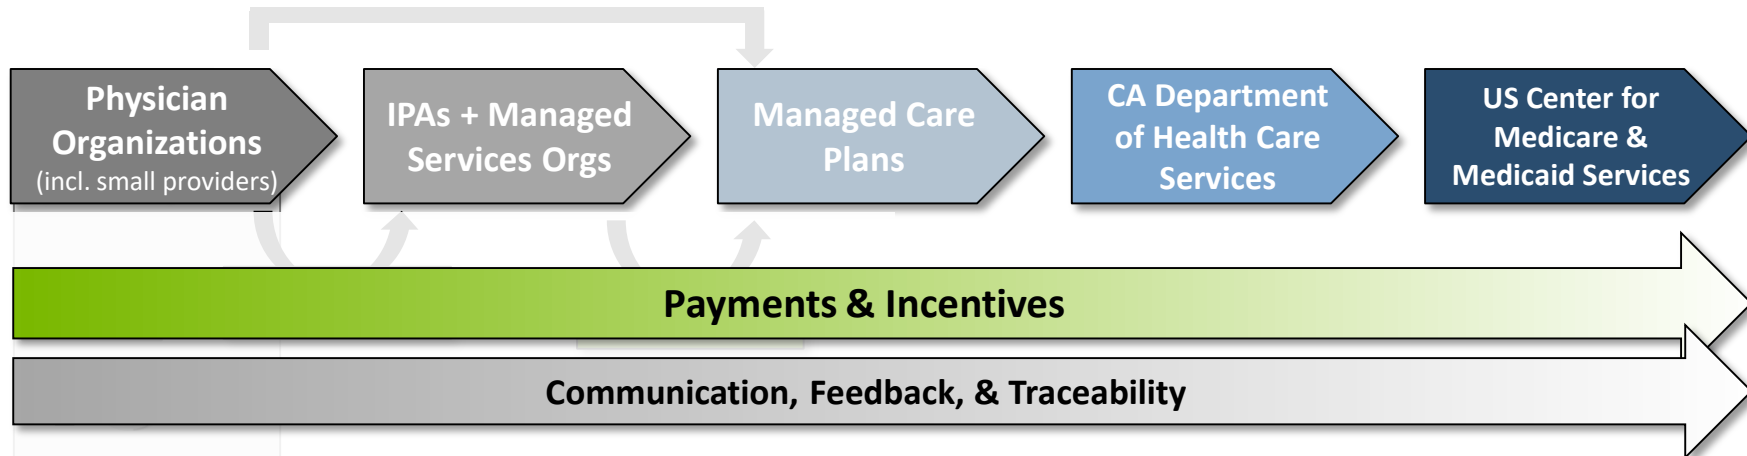 Physician
Organizations
(incl. small providers)
IPAs + Managed
Services Orgs
Managed Care
Plans
CA Department
of Health Care
Services
US Center for
Medicare &
Medicaid Services
Payments & Incentives
Communication, Feedback, & Traceability